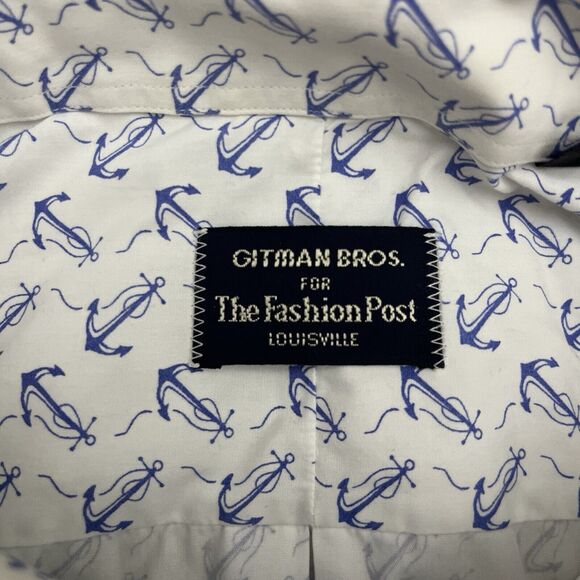 GITMAN BROS.
FOR
The Fashion Post
LOUISVILLE